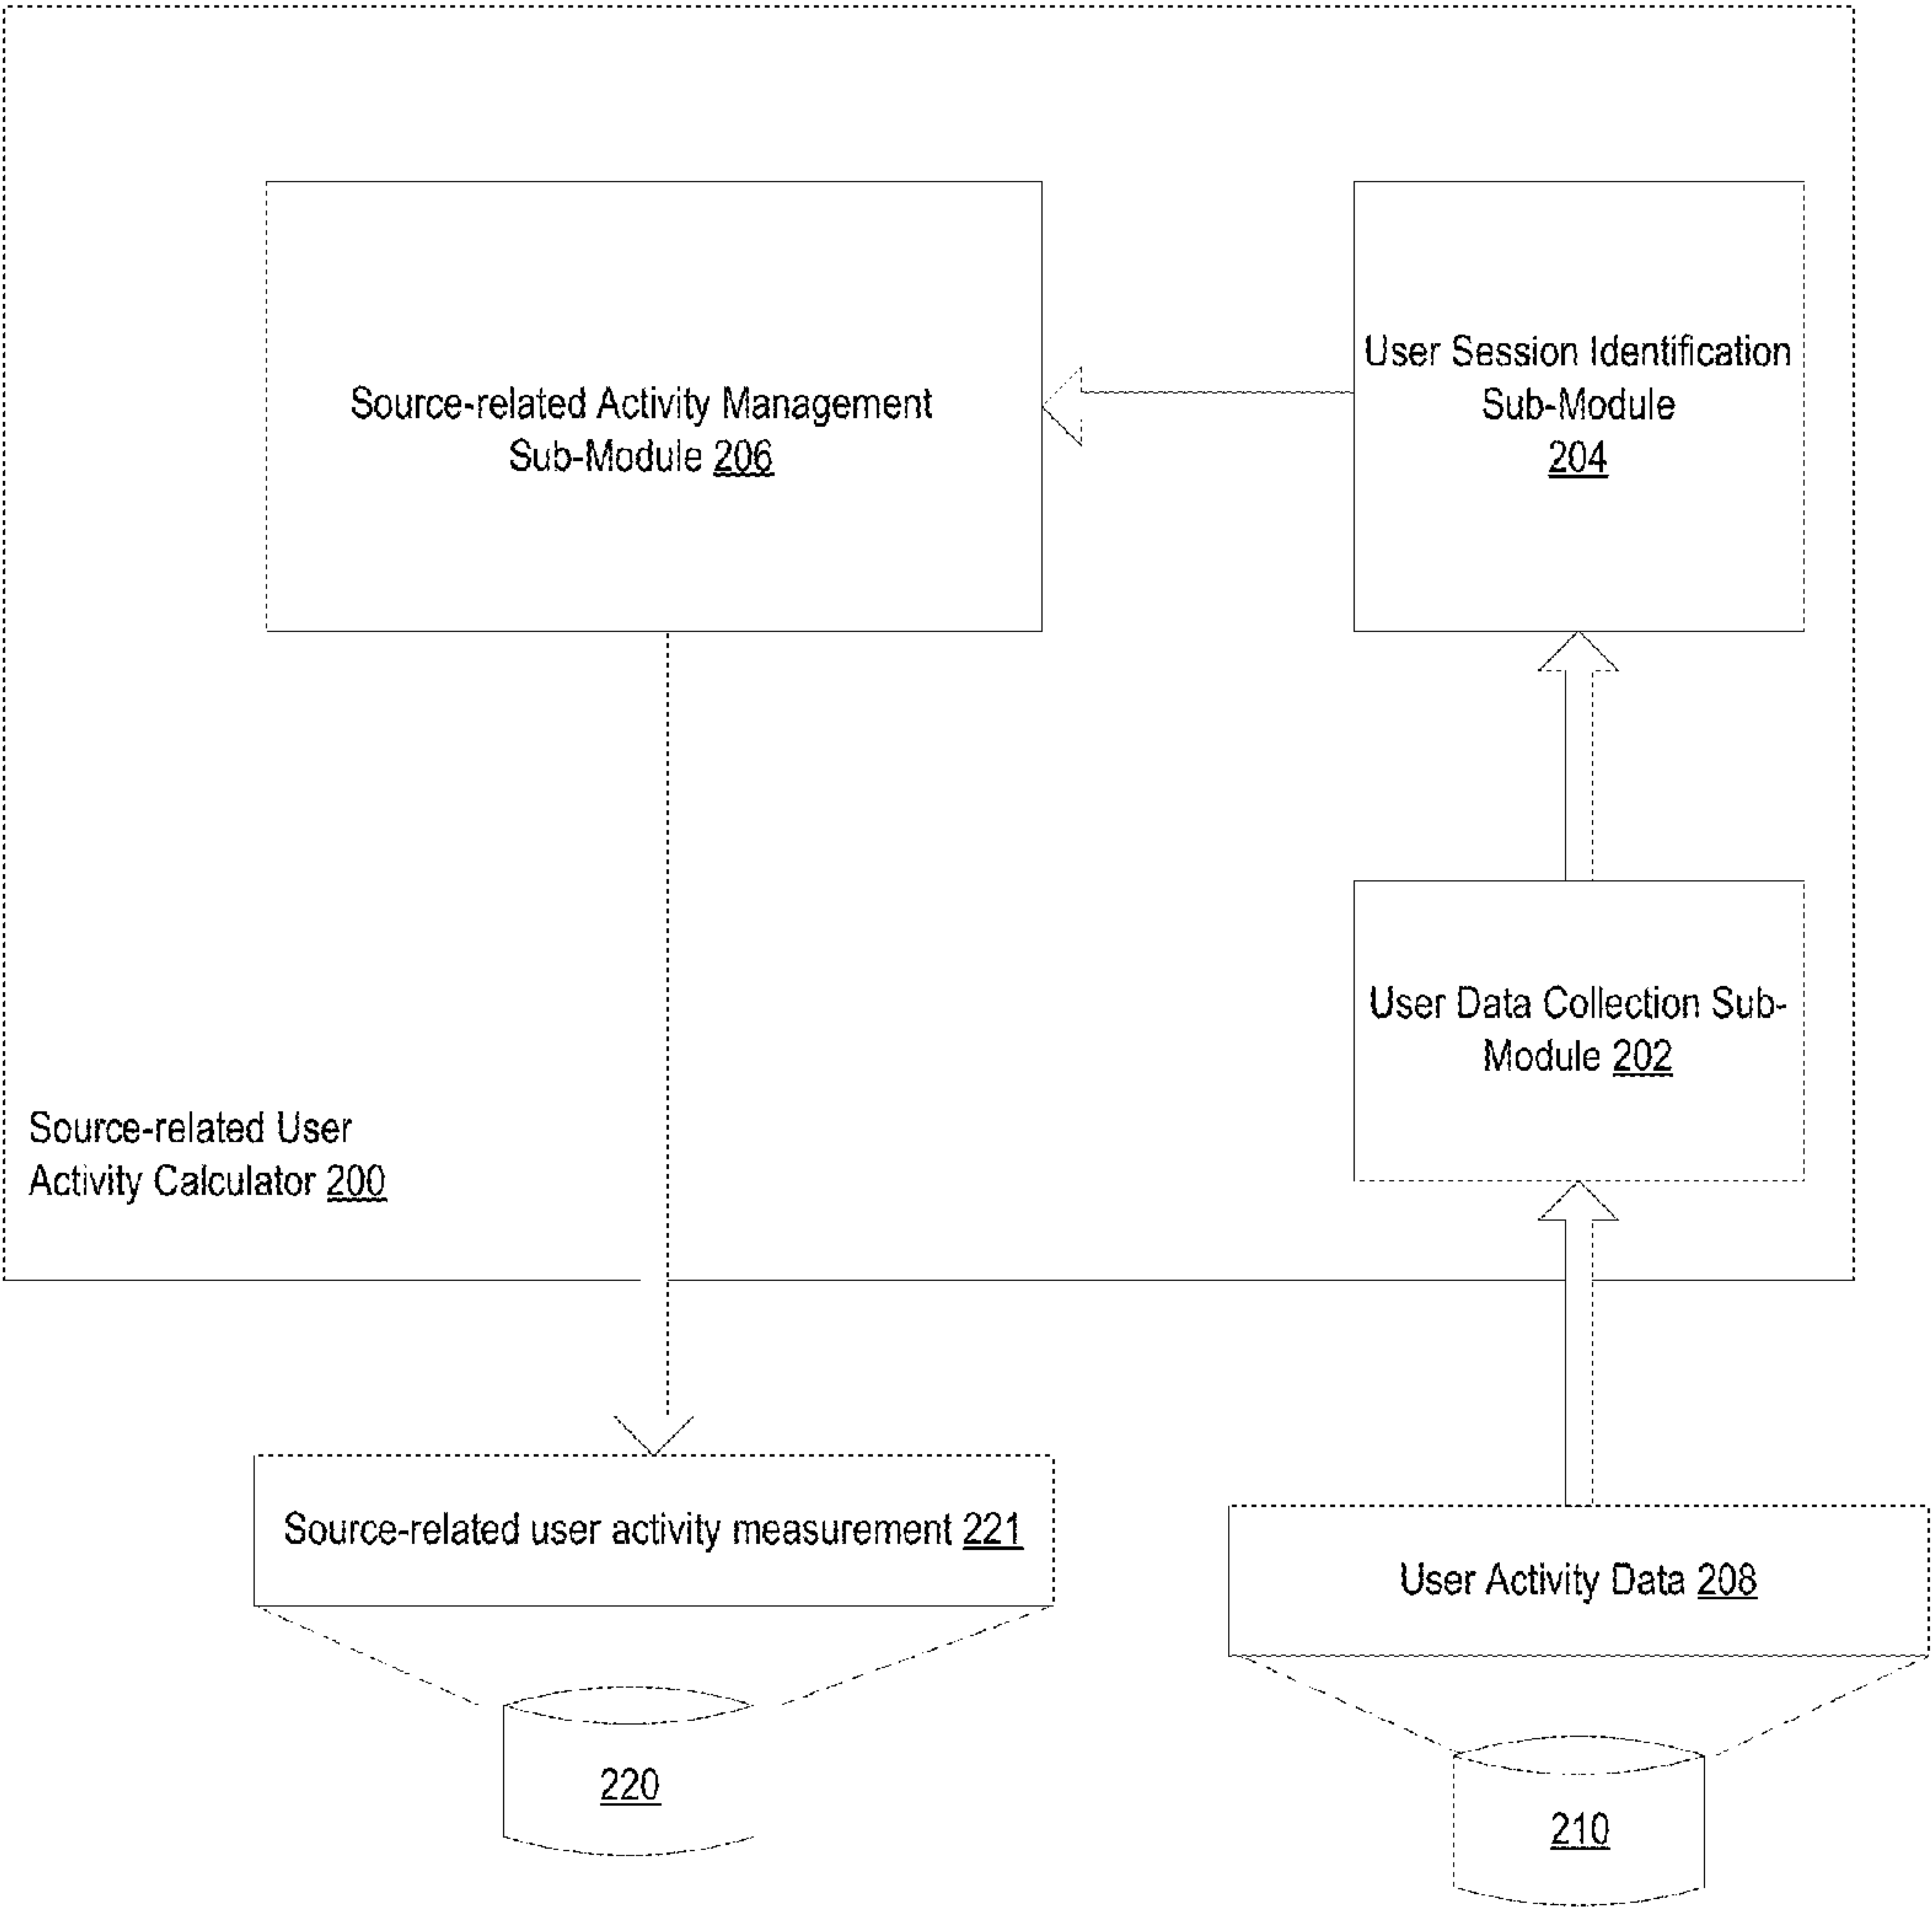 Source-related Activity Management
Sub-Module 206
User Session Identification
Sub-Module
204
User Data Collection Sub-
Module 202
Source-related User
Activity Calculator 200
Source-related user activity measurement 221
User Activity Data 208
220
210